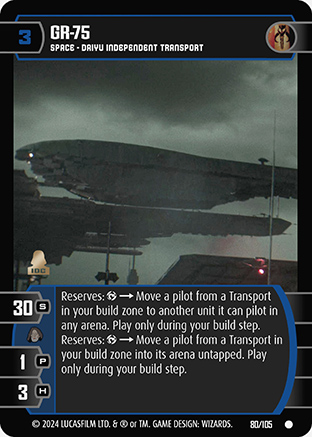 3
GR-75
SPACE - DAIYU INDEPENDENT TRANSPORT
IDC
30 S
1 P
3 H
Reserves: → Move a pilot from a Transport
in your build zone to another unit it can pilot in
any arena. Play only during your build step.
Reserves: → Move a pilot from a Transport in
your build zone into its arena untapped. Play
only during your build step.
© 2024 LUCASFILM LTD. & ® or TM. GAME DESIGN: WIZARDS.
80/105